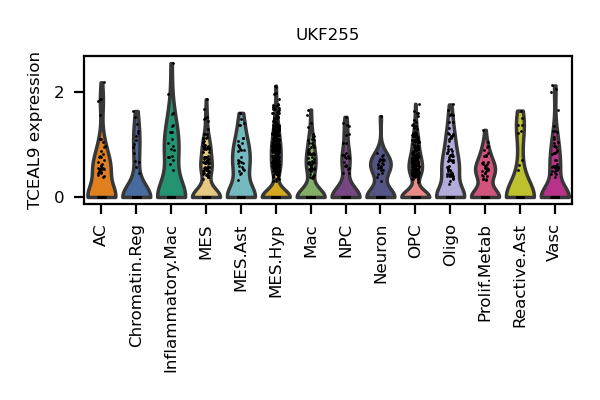 UKF255
TCEAL9 expression
2
0
AC
Chromatin.Reg
Inflammatory.Mac
MES
MES.Ast
MES.Hyp
Mac
NPC
Neuron
OPC
Oligo
Prolif.Metab
Reactive.Ast
Vasc